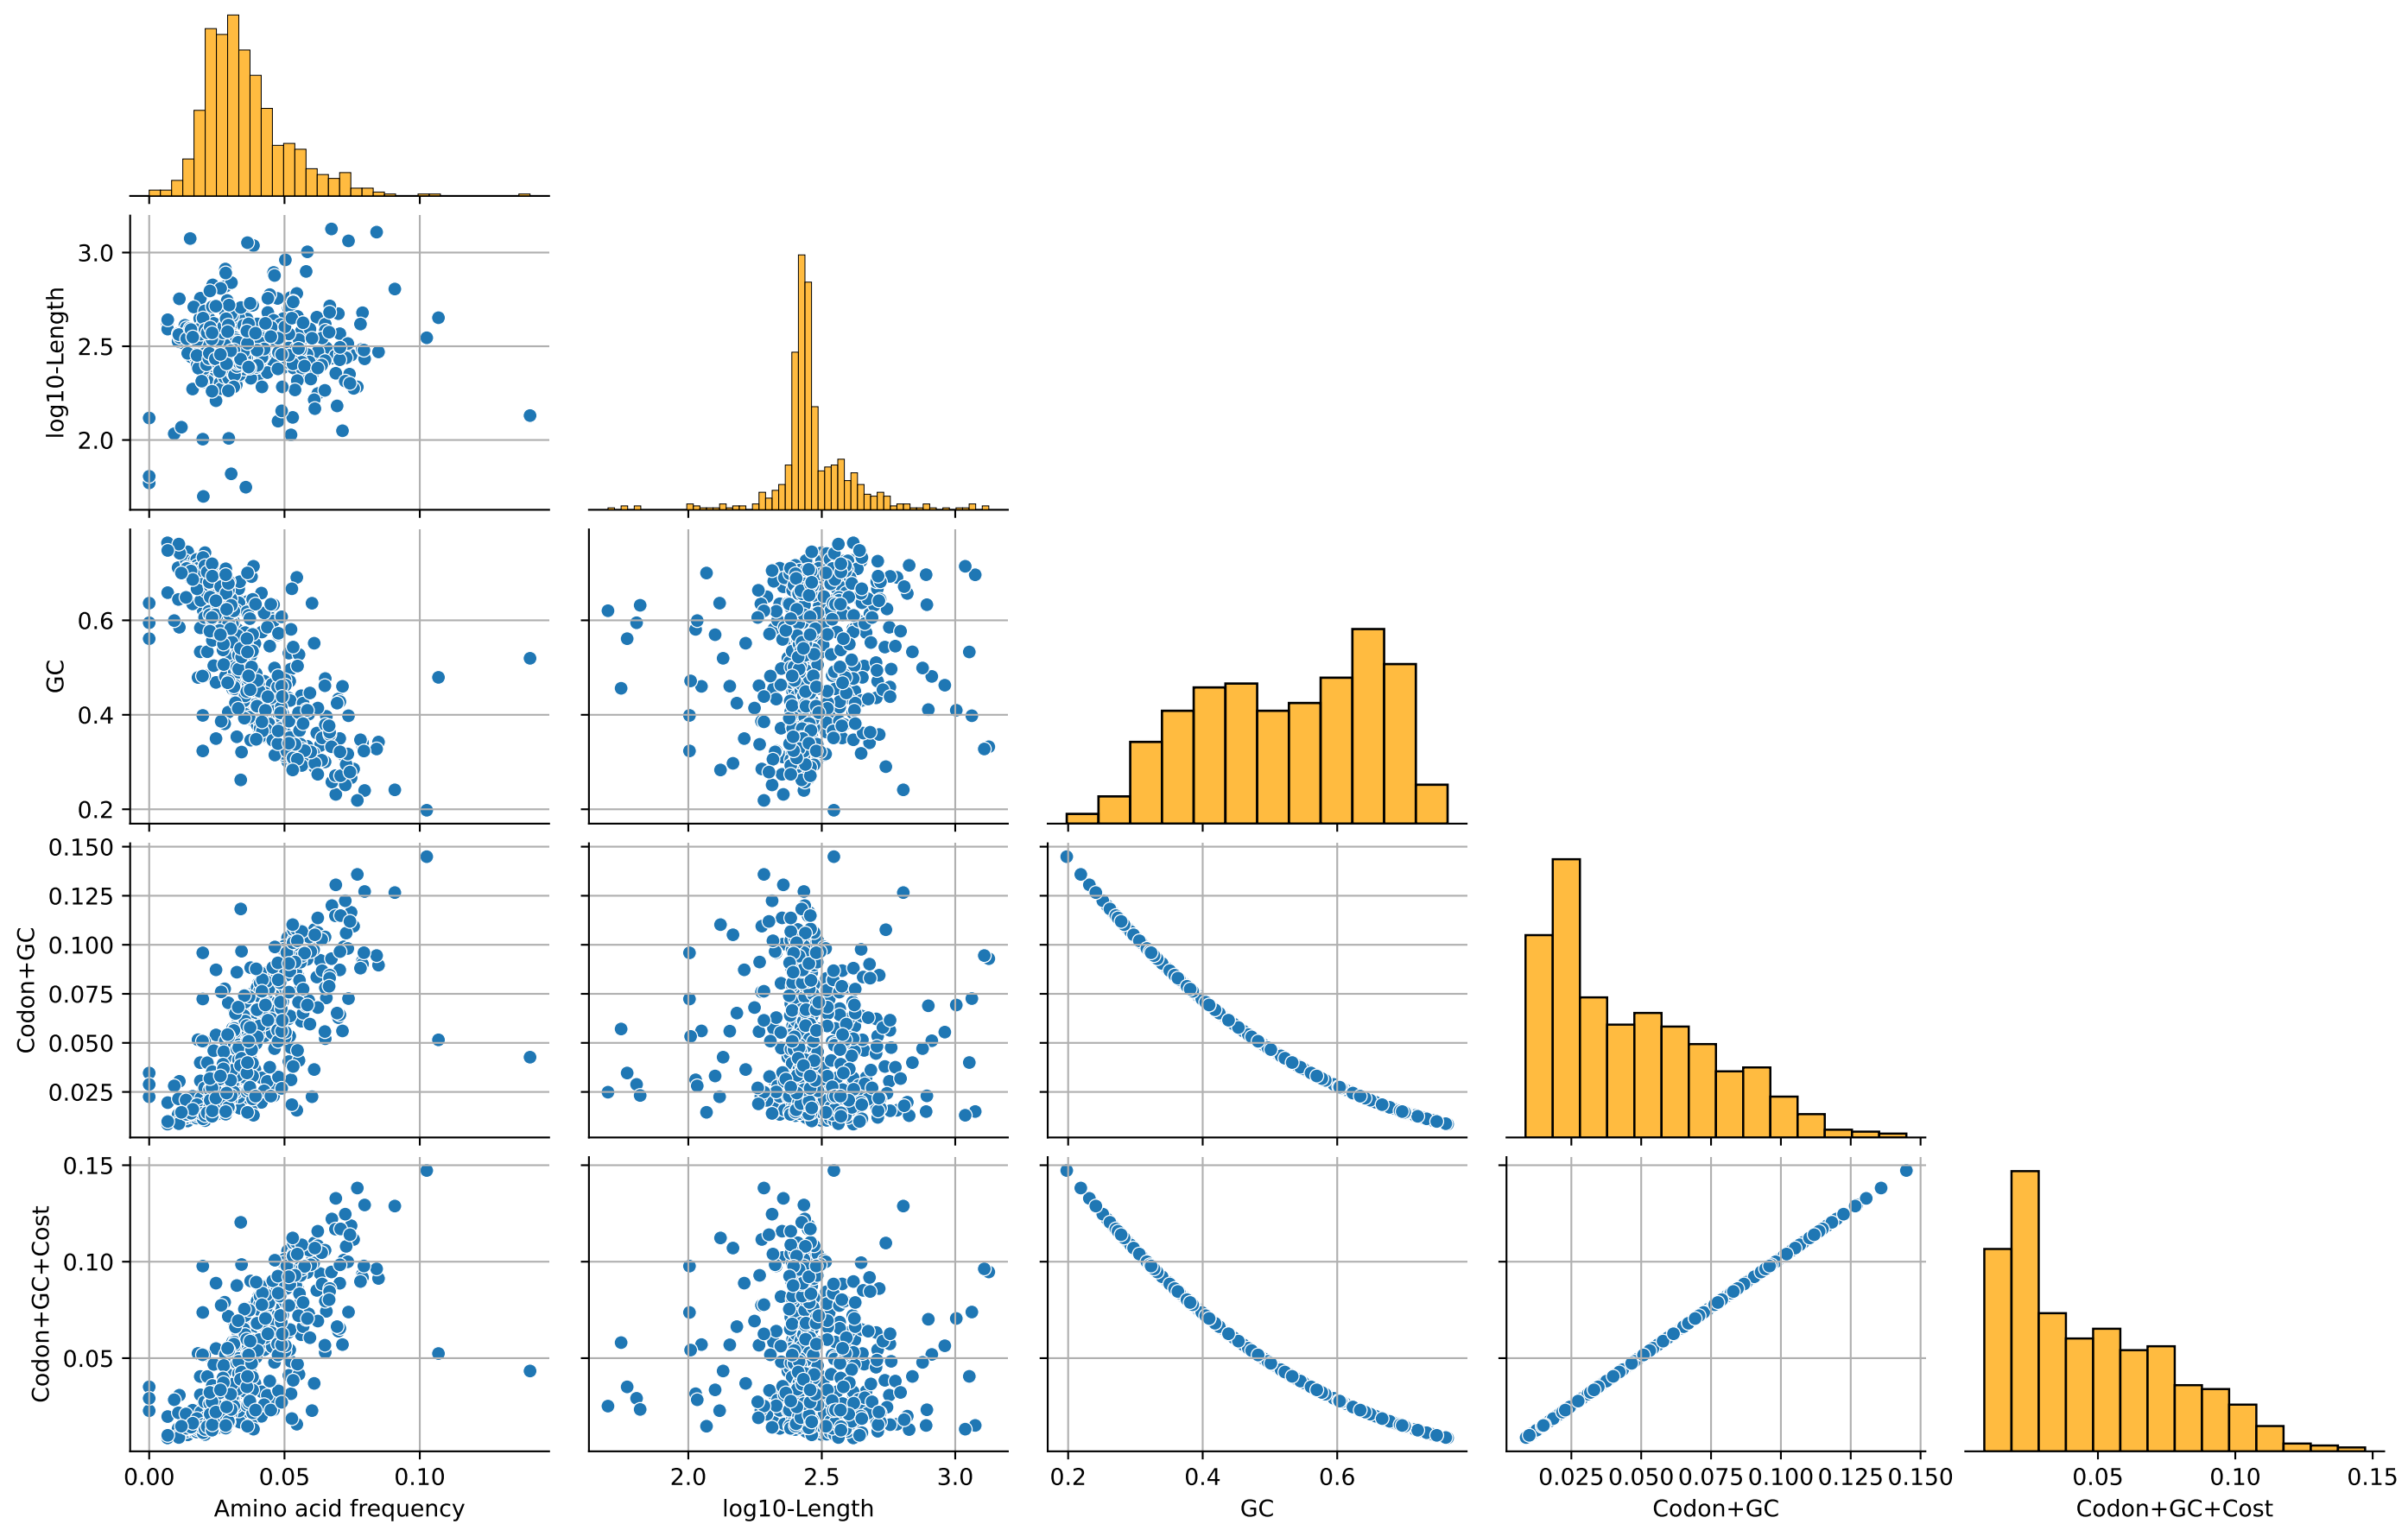 3.0
2.5
2.0
log10-Length
0.6
0.4
0.2
GC
0.150
0.125
0.100
0.075
0.050
0.025
Codon+GC
0.15
0.10
0.05
Codon+GC+Cost
0.00 0.05 0.10
2.0 2.5 3.0
0.2 0.4 0.6
0.025 0.050 0.075 0.100 0.125 0.150
0.05 0.10 0.15
Amino acid frequency
log10-Length
GC
Codon+GC
Codon+GC+Cost